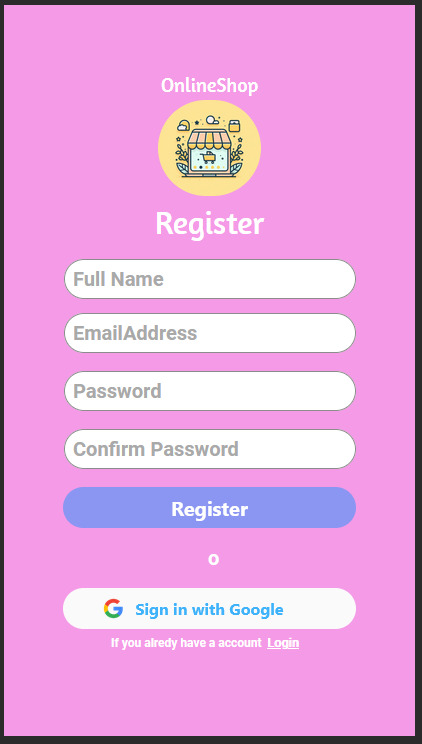 OnlineShop
Register
Full Name
EmailAddress
Password
Confirm Password
Register
o
Sign in with Google
If you alredy have a account Login